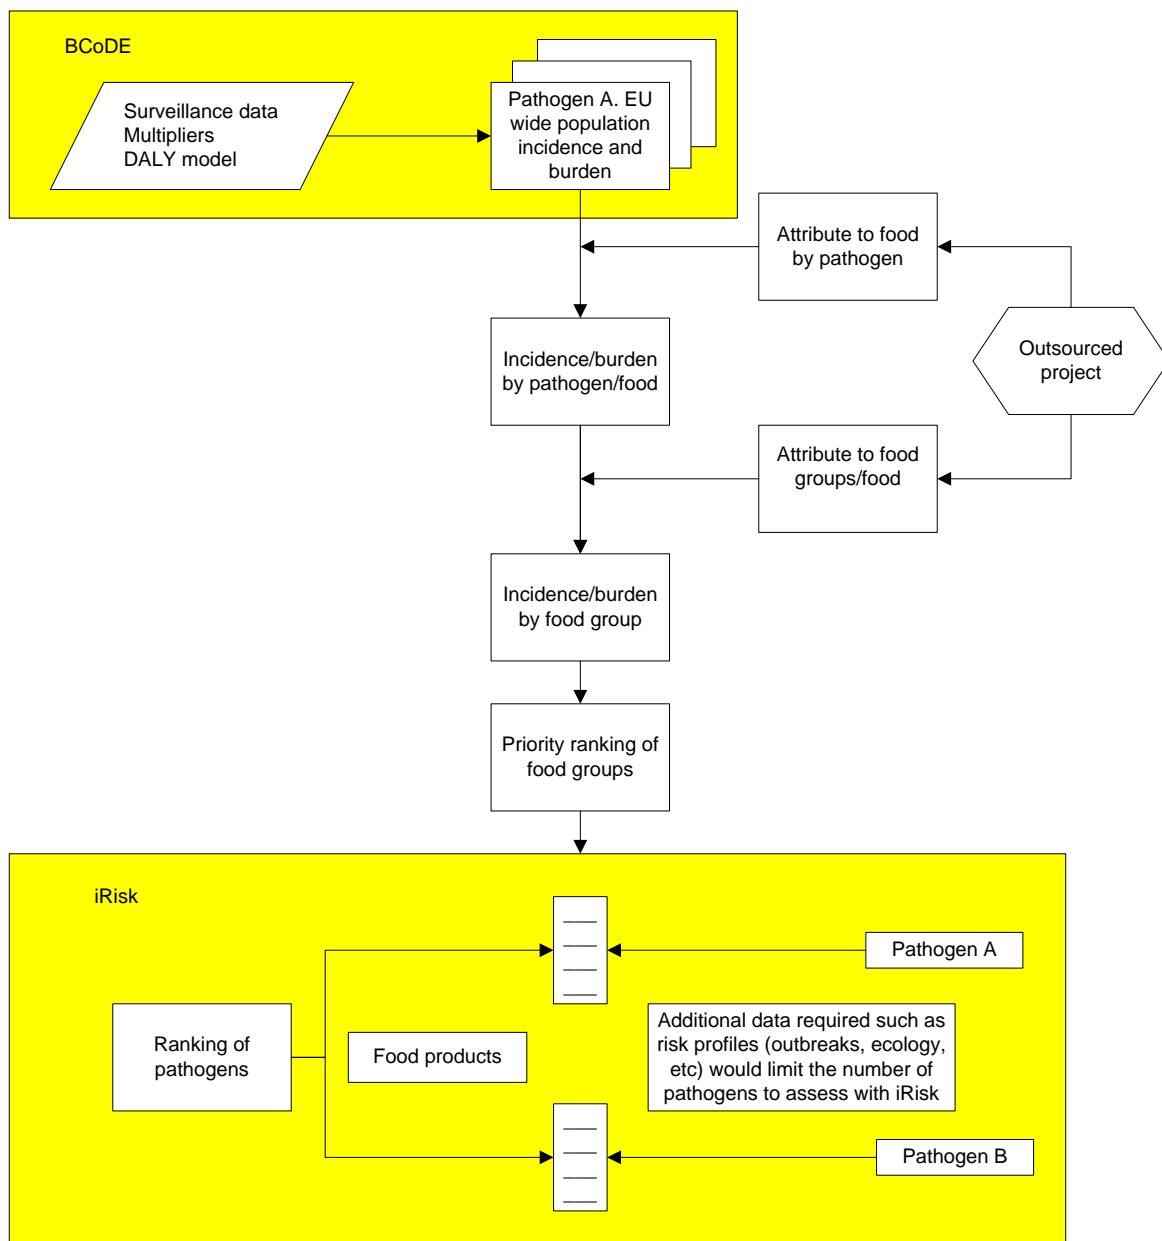 BCoDE
Surveillance data
Multipliers
DALY model
Pathogen A. EU
wide population
incidence and
burden
Attribute to food
by pathogen
Outsourced
project
Incidence/burden
by pathogen/food
Attribute to food
groups/food
Incidence/burden
by food group
Priority ranking of
food groups
iRisk
Pathogen A
Ranking of
pathogens
Food products
Additional data required such as
risk profiles (outbreaks, ecology,
etc) would limit the number of
pathogens to assess with iRisk
Pathogen B